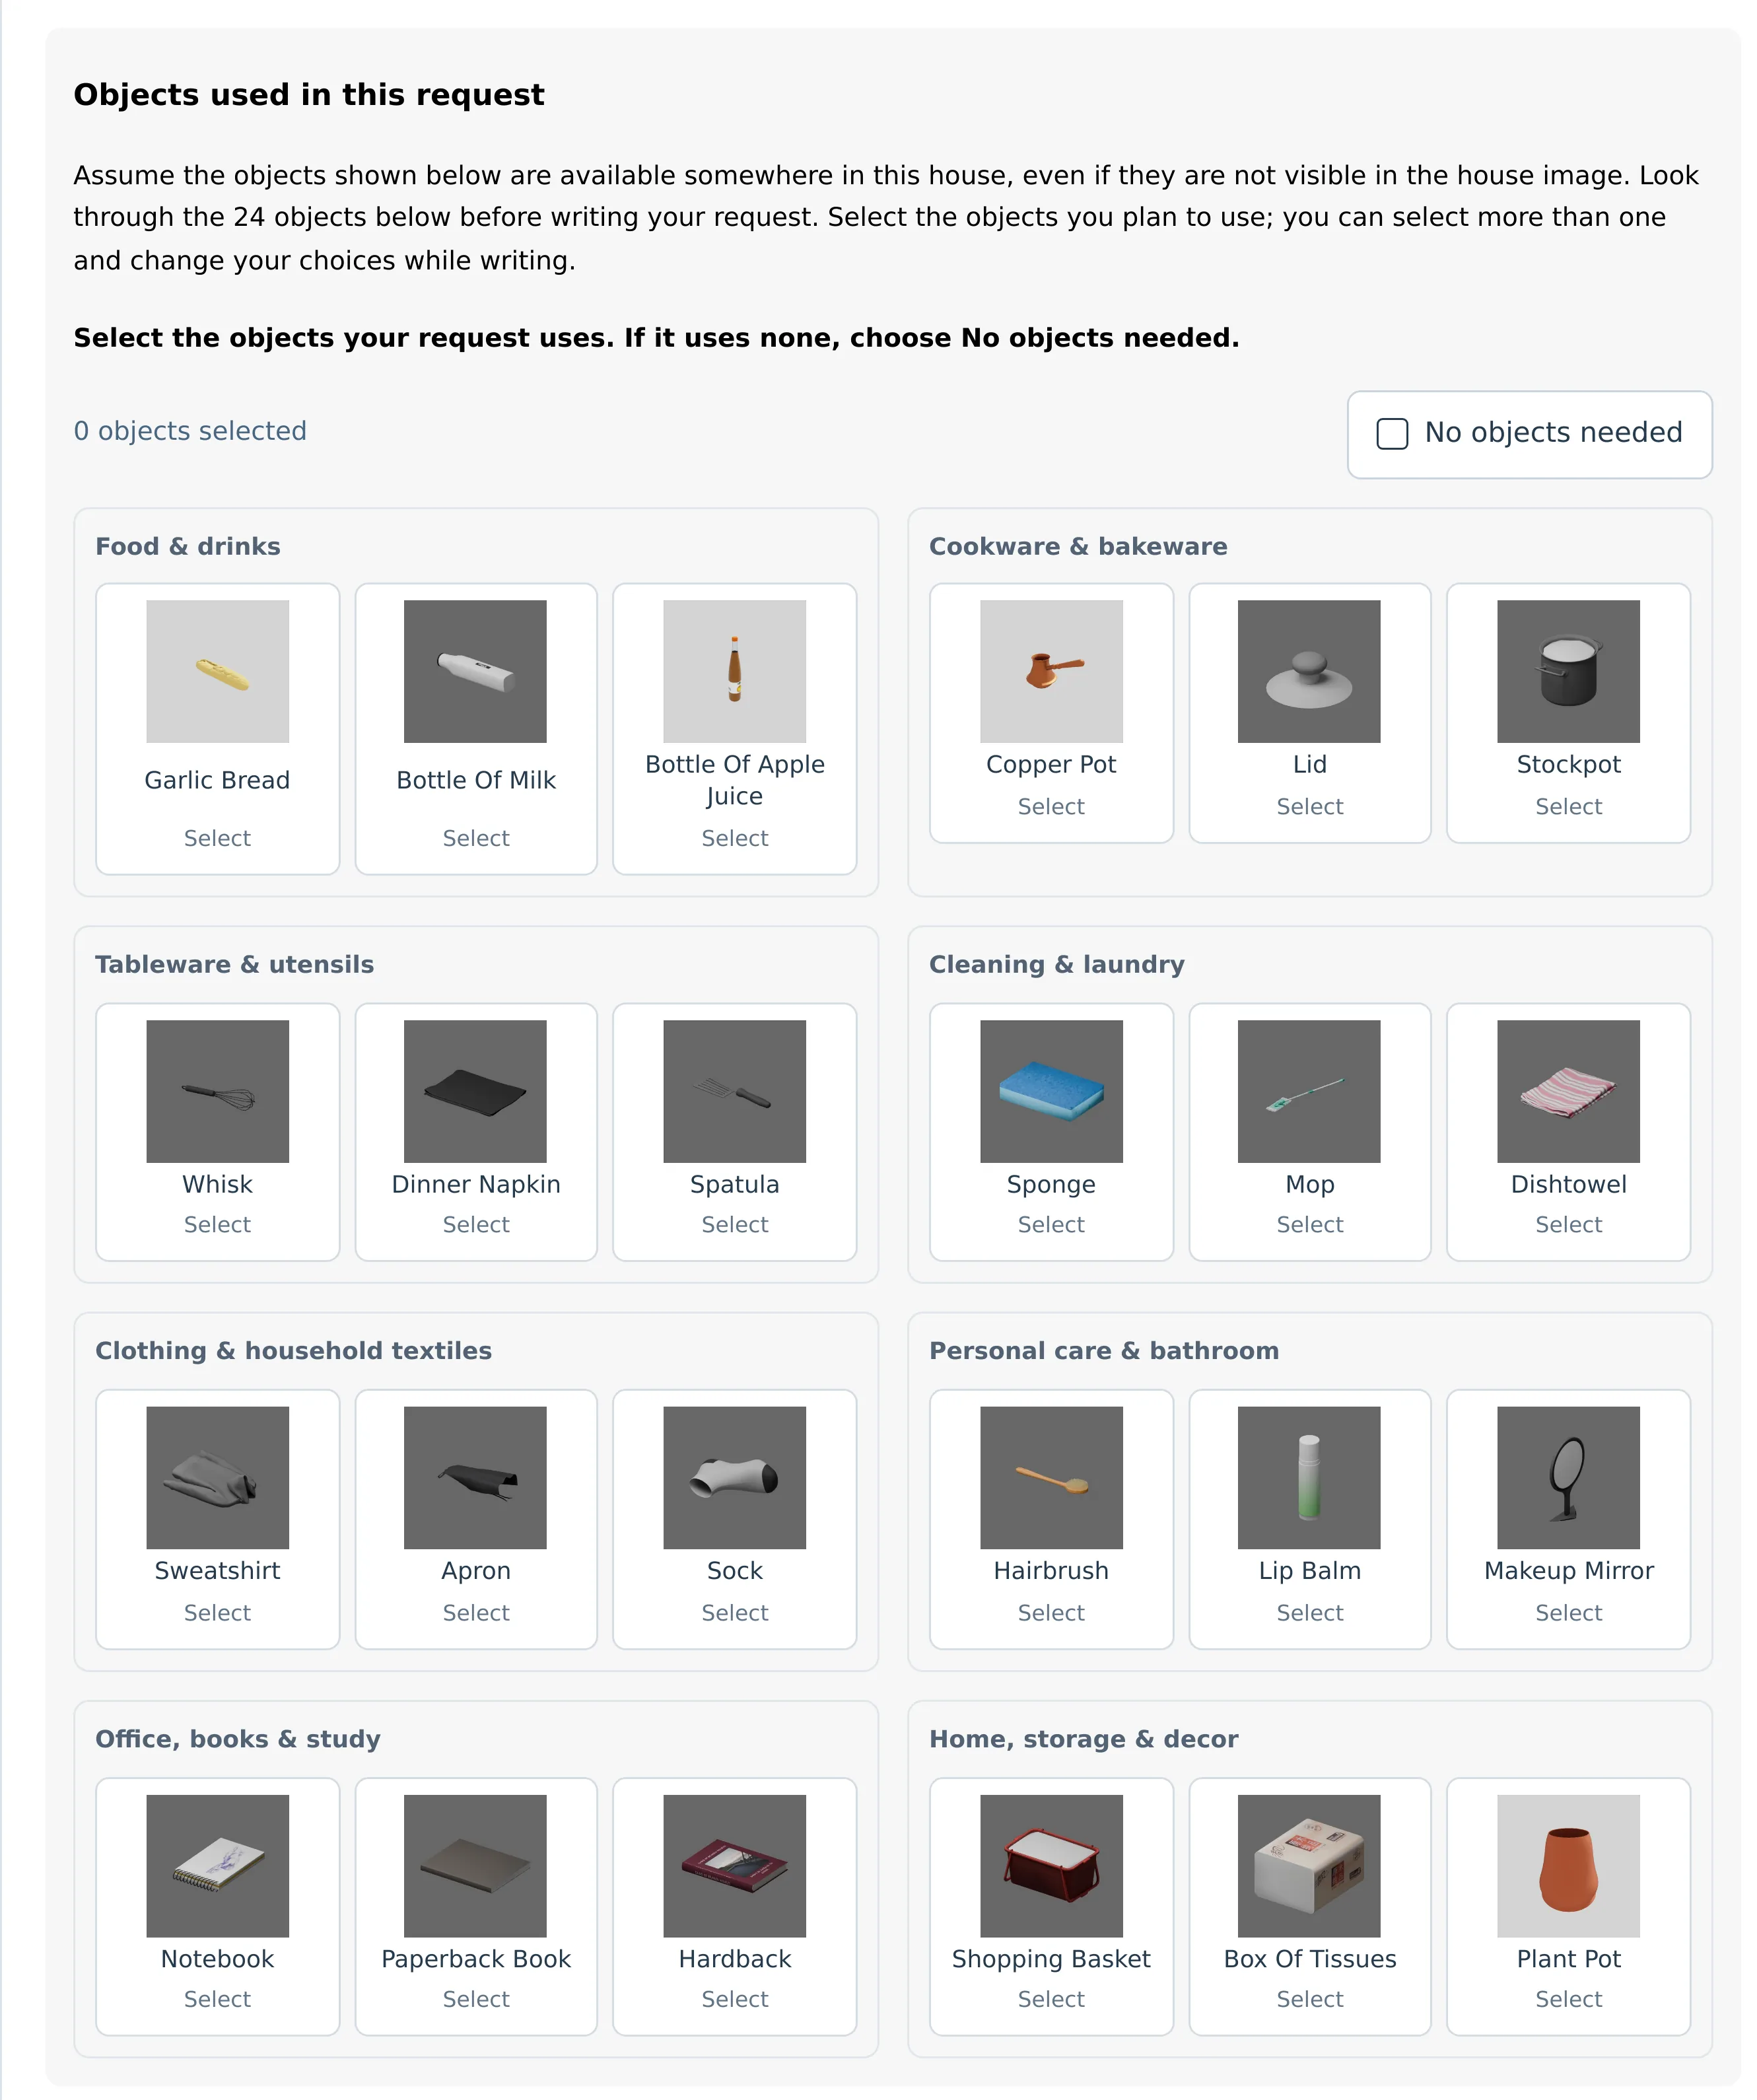 Objects used in this request
Assume the objects shown below are available somewhere in this house, even if they are not visible in the house image. Look
through the 24 objects below before writing your request. Select the objects you plan to use; you can select more than one
and change your choices while writing.
Select the objects your request uses. If it uses none, choose No objects needed.
0 objects selected
No objects needed
Food & drinks
Garlic Bread
Select
Bottle Of Milk
Select
Bottle Of Apple
Juice
Select
Cookware & bakeware
Copper Pot
Select
Lid
Select
Stockpot
Select
Tableware & utensils
Whisk
Select
Dinner Napkin
Select
Spatula
Select
Cleaning & laundry
Sponge
Select
Mop
Select
Dishtowel
Select
Clothing & household textiles
Sweatshirt
Select
Apron
Select
Sock
Select
Personal care & bathroom
Hairbrush
Select
Lip Balm
Select
Makeup Mirror
Select
Office, books & study
Notebook
Select
Paperback Book
Select
Hardback
Select
Home, storage & decor
Shopping Basket
Select
Box Of Tissues
Select
Plant Pot
Select